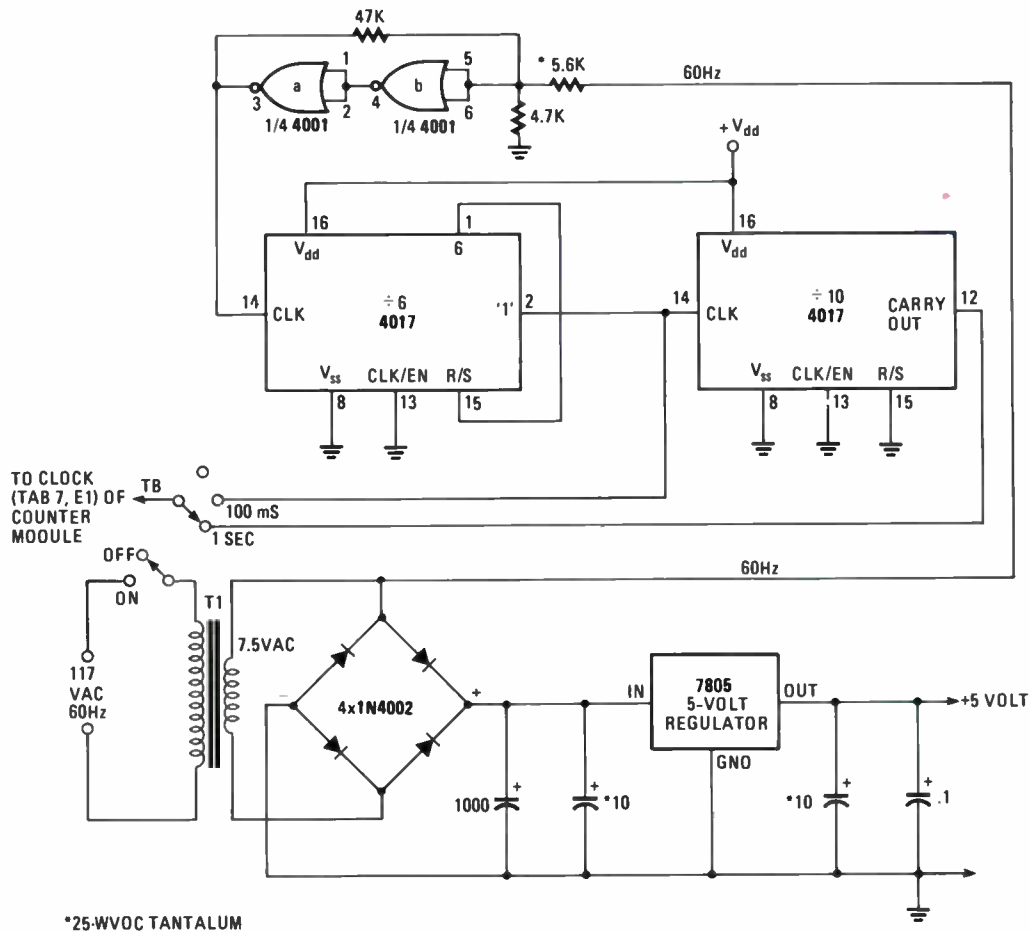 47K
1
2
3
a
1/4 4001
4
b
5
6
1/4 4001
* 5.6K
4.7K
60Hz
+ Vdd
16
Vdd
1
6
14
CLK
÷6
4017
'1'
2
Vss
CLK/EN
R/S
8
13
15
16
Vdd
14
CLK
÷10
4017
CARRY
OUT
12
Vss
CLK/EN
R/S
8
13
15
TO CLOCK
(TAB 7, E1) OF
COUNTER
MODULE
TB
100 mS
1 SEC
OFF
ON
T1
117
VAC
60Hz
7.5VAC
60Hz
−
4x1N4002
+
IN
7805
5-VOLT
REGULATOR
OUT
GNO
+5 VOLT
1000
+
*10
+
*10
+
.1
+
*25-WVOC TANTALUM